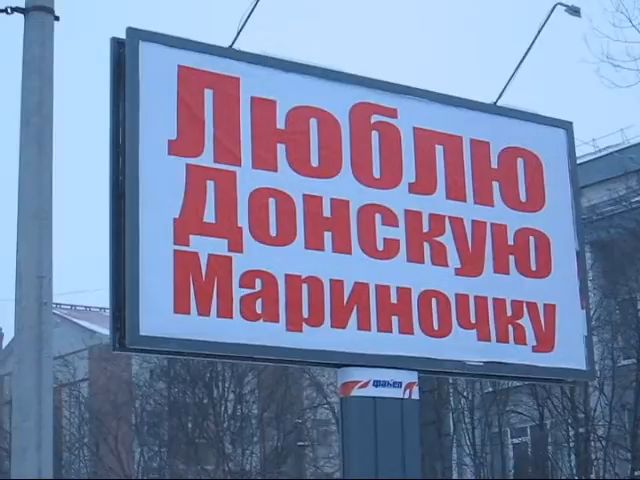 Люблю
Донскую
Мариночку
факел